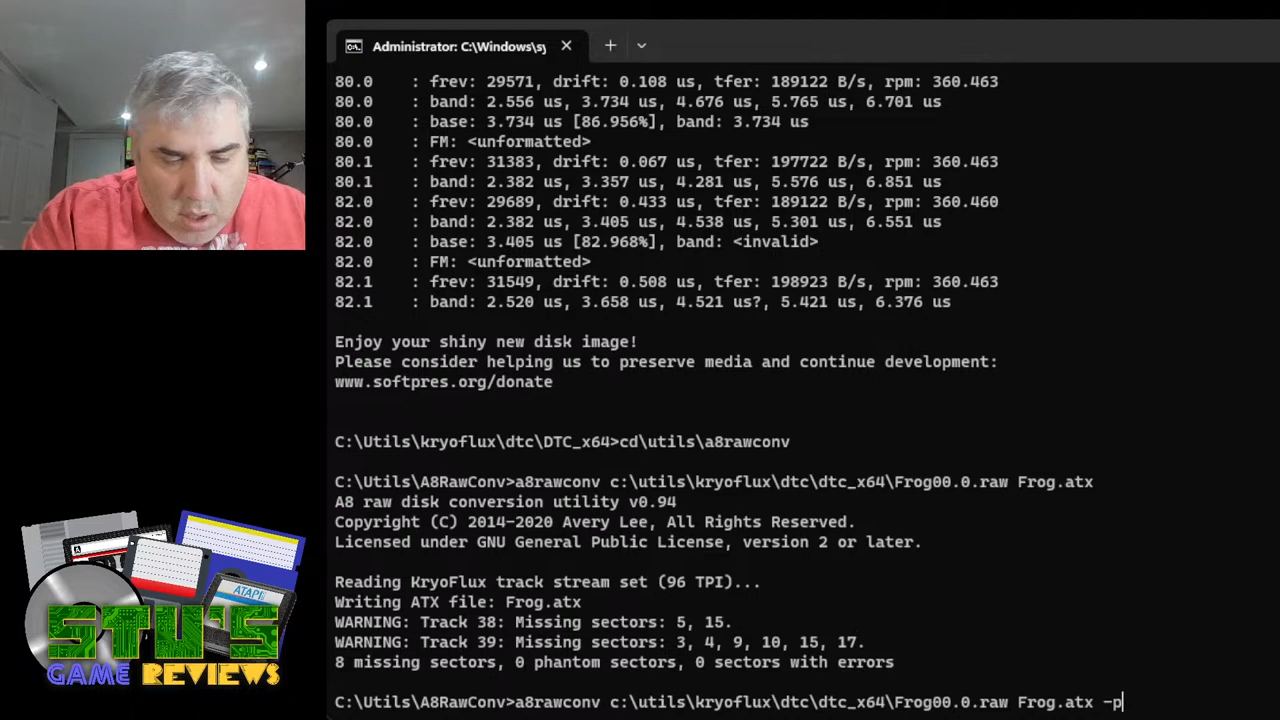 Administrator: C:\Windows\sy
80.0    : frev: 29571, drift: 0.108 us, tfer: 189122 B/s, rpm: 360.463
80.0    : band: 2.556 us, 3.734 us, 4.676 us, 5.765 us, 6.701 us
80.0    : base: 3.734 us [86.956%], band: 3.734 us
80.0    : FM: <unformatted>
80.1    : frev: 31383, drift: 0.067 us, tfer: 197722 B/s, rpm: 360.463
80.1    : band: 2.382 us, 3.357 us, 4.281 us, 5.576 us, 6.851 us
82.0    : frev: 29689, drift: 0.433 us, tfer: 189122 B/s, rpm: 360.460
82.0    : band: 2.382 us, 3.405 us, 4.538 us, 5.301 us, 6.551 us
82.0    : base: 3.405 us [82.968%], band: <invalid>
82.0    : FM: <unformatted>
82.1    : frev: 31549, drift: 0.508 us, tfer: 198923 B/s, rpm: 360.463
82.1    : band: 2.520 us, 3.658 us, 4.521 us?, 5.421 us, 6.376 us
Enjoy your shiny new disk image!
Please consider helping us to preserve media and continue development:
www.softpres.org/donate
C:\Utils\kryoflux\dtc\DTC_x64>cd\utils\a8rawconv
C:\Utils\A8RawConv>a8rawconv c:\utils\kryoflux\dtc\dtc_x64\Frog00.0.raw Frog.atx
A8 raw disk conversion utility v0.94
Copyright (C) 2014-2020 Avery Lee, All Rights Reserved.
Licensed under GNU General Public License, version 2 or later.
Reading KryoFlux track stream set (96 TPI)...
Writing ATX file: Frog.atx
WARNING: Track 38: Missing sectors: 5, 15.
WARNING: Track 39: Missing sectors: 3, 4, 9, 10, 15, 17.
8 missing sectors, 0 phantom sectors, 0 sectors with errors
C:\Utils\A8RawConv>a8rawconv c:\utils\kryoflux\dtc\dtc_x64\Frog00.0.raw Frog.atx -p
A
ATARI
STU'S
GAME REVIEWS